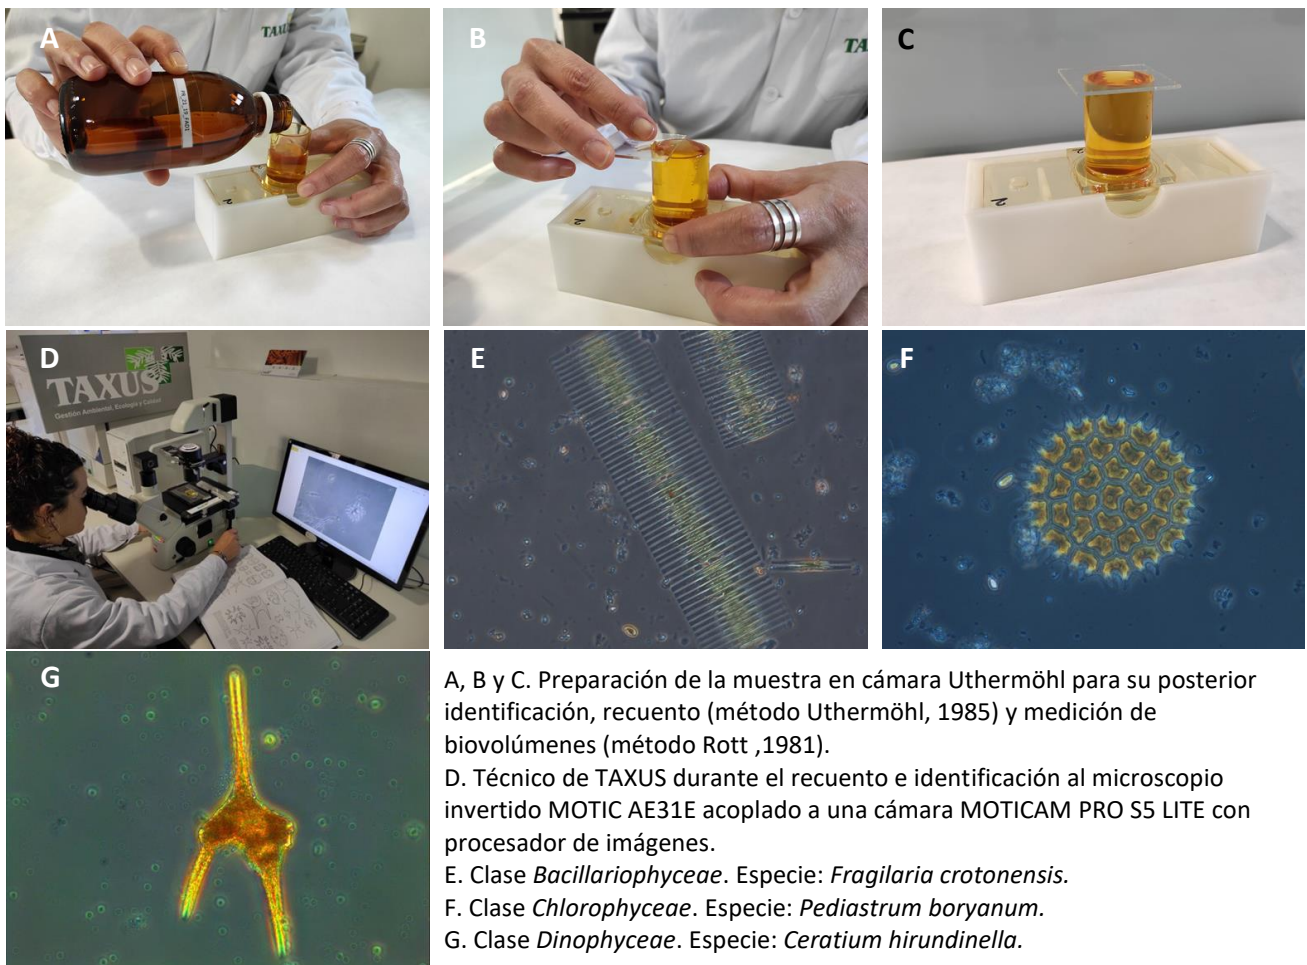 A
TAXUS
B
TA
C
D
TAXUS
Gestión Ambiental, Ecología y Calidad
E
F
G
A, B y C. Preparación de la muestra en cámara Uthermöhl para su posterior
identificación, recuento (método Uthermöhl, 1985) y medición de
biovolúmenes (método Rott ,1981).
D. Técnico de TAXUS durante el recuento e identificación al microscopio
invertido MOTIC AE31E acoplado a una cámara MOTICAM PRO S5 LITE con
procesador de imágenes.
E. Clase Bacillariophyceae. Especie: Fragilaria crotonensis.
F. Clase Chlorophyceae. Especie: Pediastrum boryanum.
G. Clase Dinophyceae. Especie: Ceratium hirundinella.